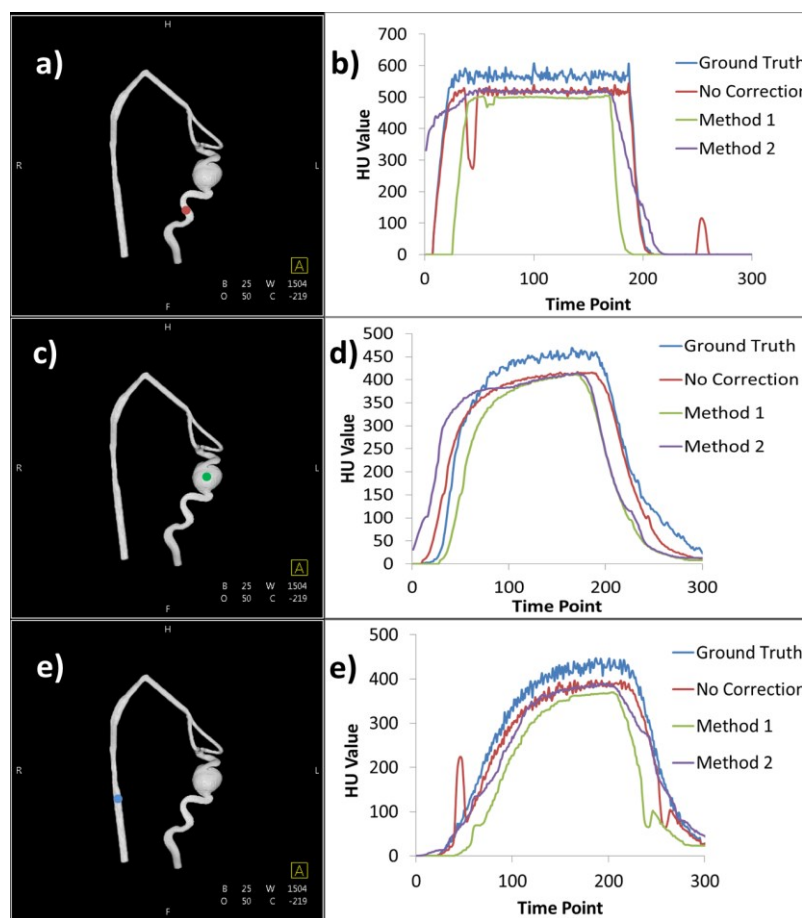 a)
H
R
L
A
B 25 W 1504
O 50 C -219
F
b)
HU Value
700
600
500
400
300
200
100
0
0 100 200 300
Time Point
Ground Truth
No Correction
Method 1
Method 2
c)
H
R
L
A
B 25 W 1504
O 50 C -219
F
d)
HU Value
500
450
400
350
300
250
200
150
100
50
0
0 100 200 300
Time Point
Ground Truth
No Correction
Method 1
Method 2
e)
H
R
L
A
B 25 W 1504
O 50 C -219
F
e)
HU Value
500
400
300
200
100
0
0 100 200 300
Time Point
Ground Truth
No Correction
Method 1
Method 2